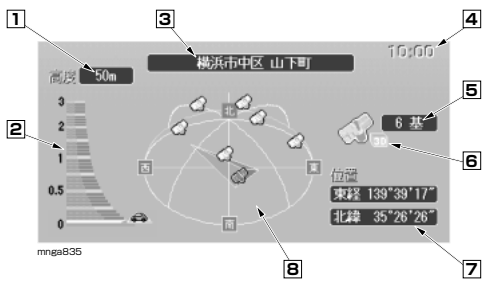 1
3
4
10:00
横浜市中区 山下町
高度 50m
3
2
1
0.5
0
2
北
西
東
南
5
6 基
3D
6
位置
東経 139°39'17"
北緯 35°26'26"
7
8
mnga835